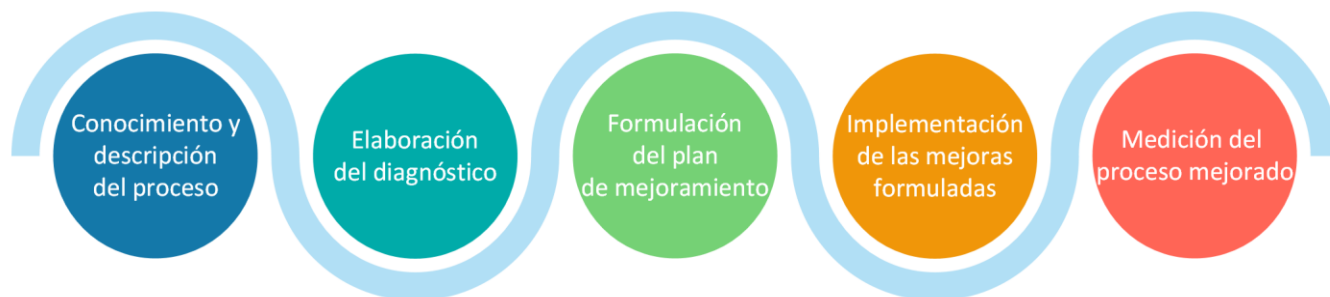 Conocimiento y
descripción
del proceso
Elaboración
del diagnóstico
Formulación
del plan
de mejoramiento
Implementación
de las mejoras
formuladas
Medición del
proceso mejorado